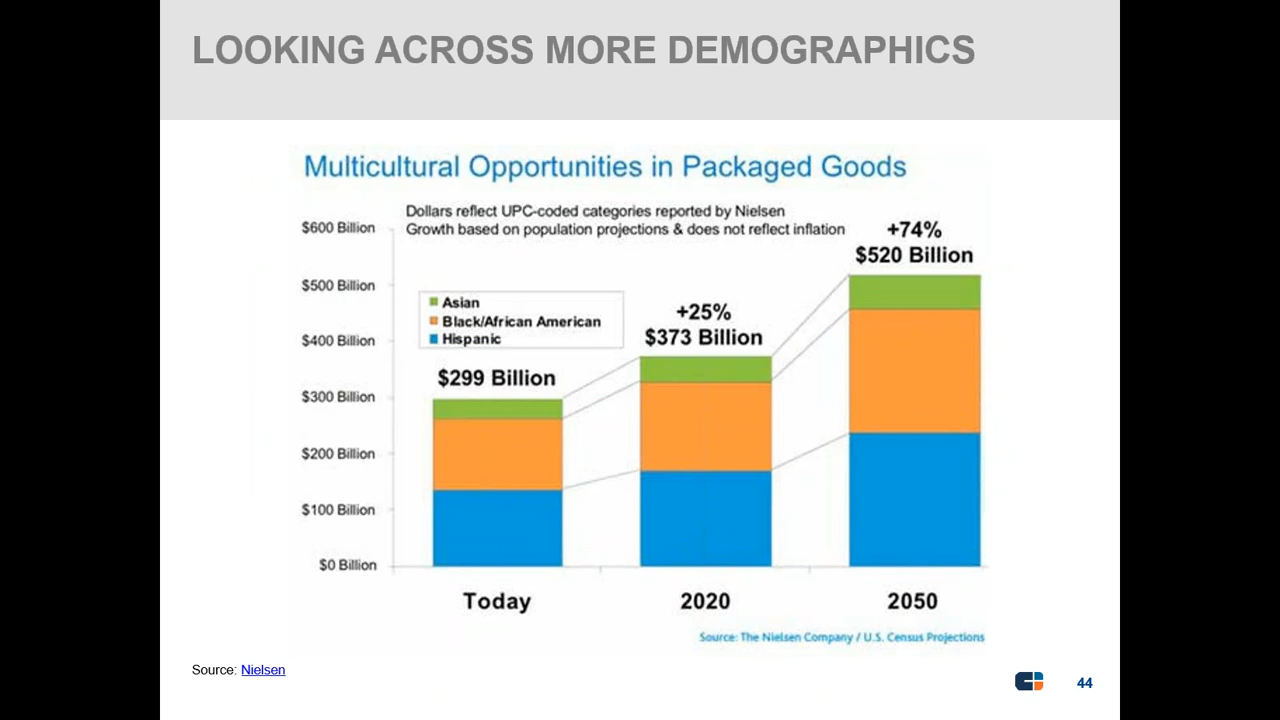 LOOKING ACROSS MORE DEMOGRAPHICS
Multicultural Opportunities in Packaged Goods
Dollars reflect UPC-coded categories reported by Nielsen
Growth based on population projections & does not reflect inflation
$600 Billion
$500 Billion
$400 Billion
$300 Billion
$200 Billion
$100 Billion
$0 Billion
Asian
Black/African American
Hispanic
$299 Billion
+25%
$373 Billion
+74%
$520 Billion
Today
2020
2050
Source: The Nielsen Company / U.S. Census Projections
Source: Nielsen
44